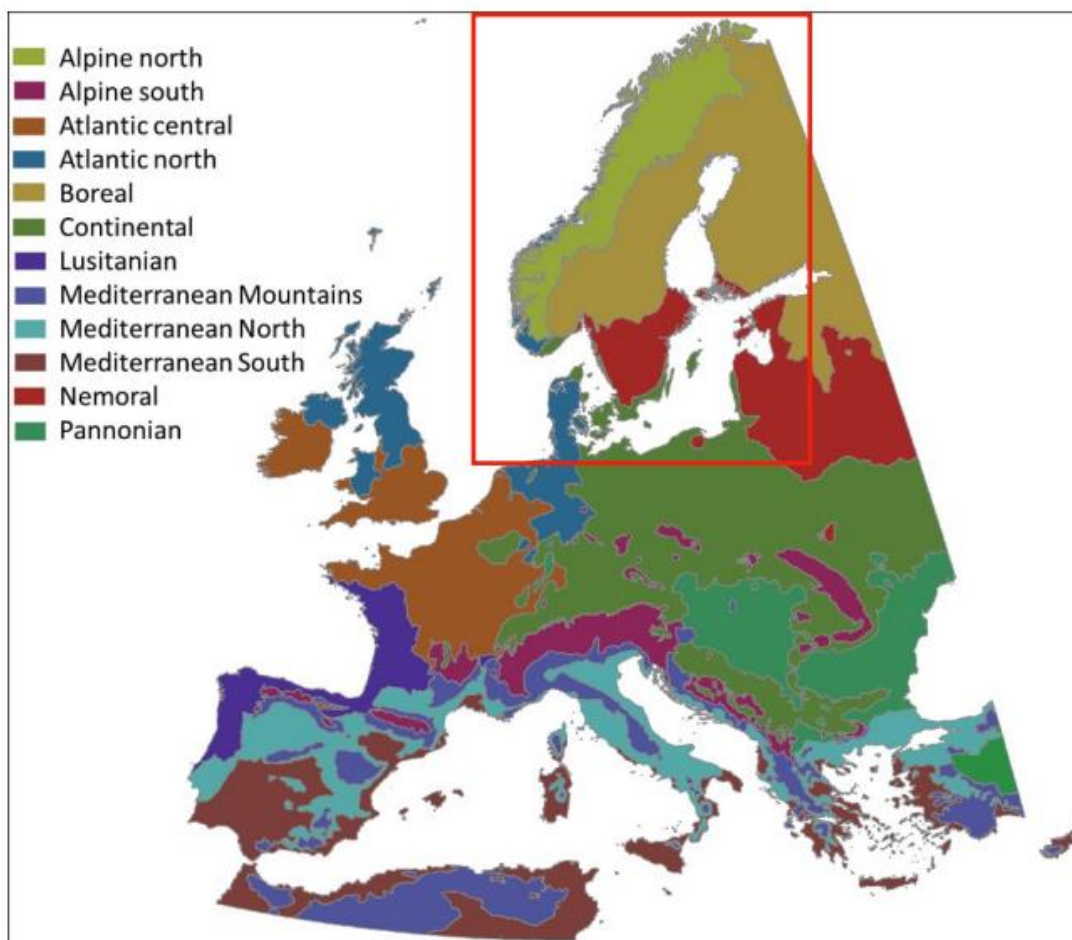 Alpine north
Alpine south
Atlantic central
Atlantic north
Boreal
Continental
Lusitanian
Mediterranean Mountains
Mediterranean North
Mediterranean South
Nemoral
Pannonian